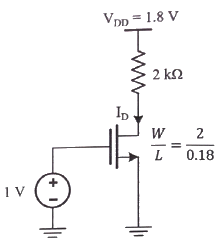 V_DD = 1.8 V
2 kΩ
I_D
W/L = 2/0.18
1 V
+
-